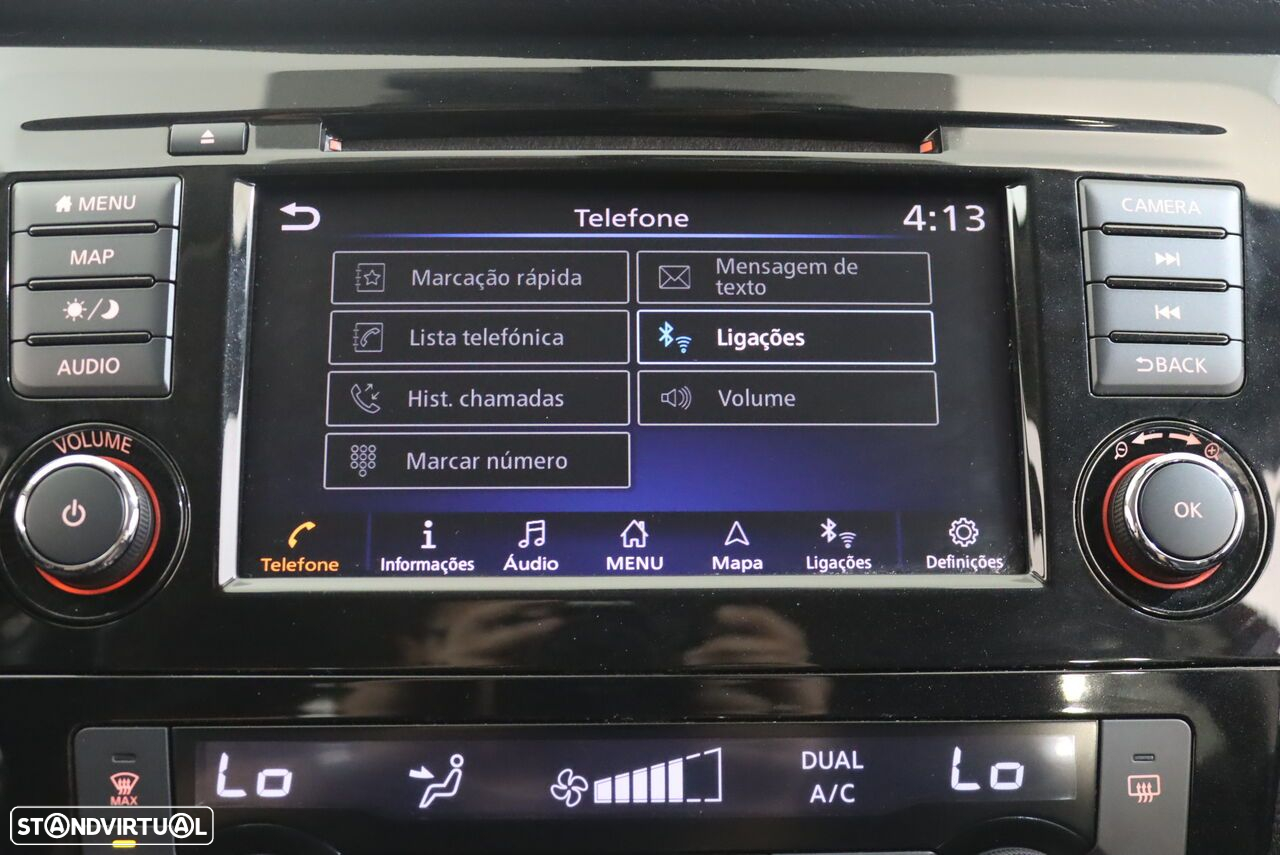 MENU
MAP
AUDIO
VOLUME
Telefone
4:13
Marcação rápida
Mensagem de
texto
Lista telefónica
Ligações
Hist. chamadas
Volume
Marcar número
Telefone
Informações
Áudio
MENU
Mapa
Ligações
Definições
CAMERA
BACK
OK
Lo
DUAL
A/C
Lo
MAX
STANDVIRTUAL